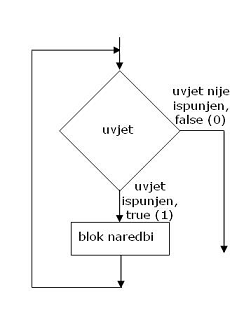 uvjet nije
ispunjen,
false (0)
uvjet
uvjet
ispunjen,
true (1)
blok naredbi